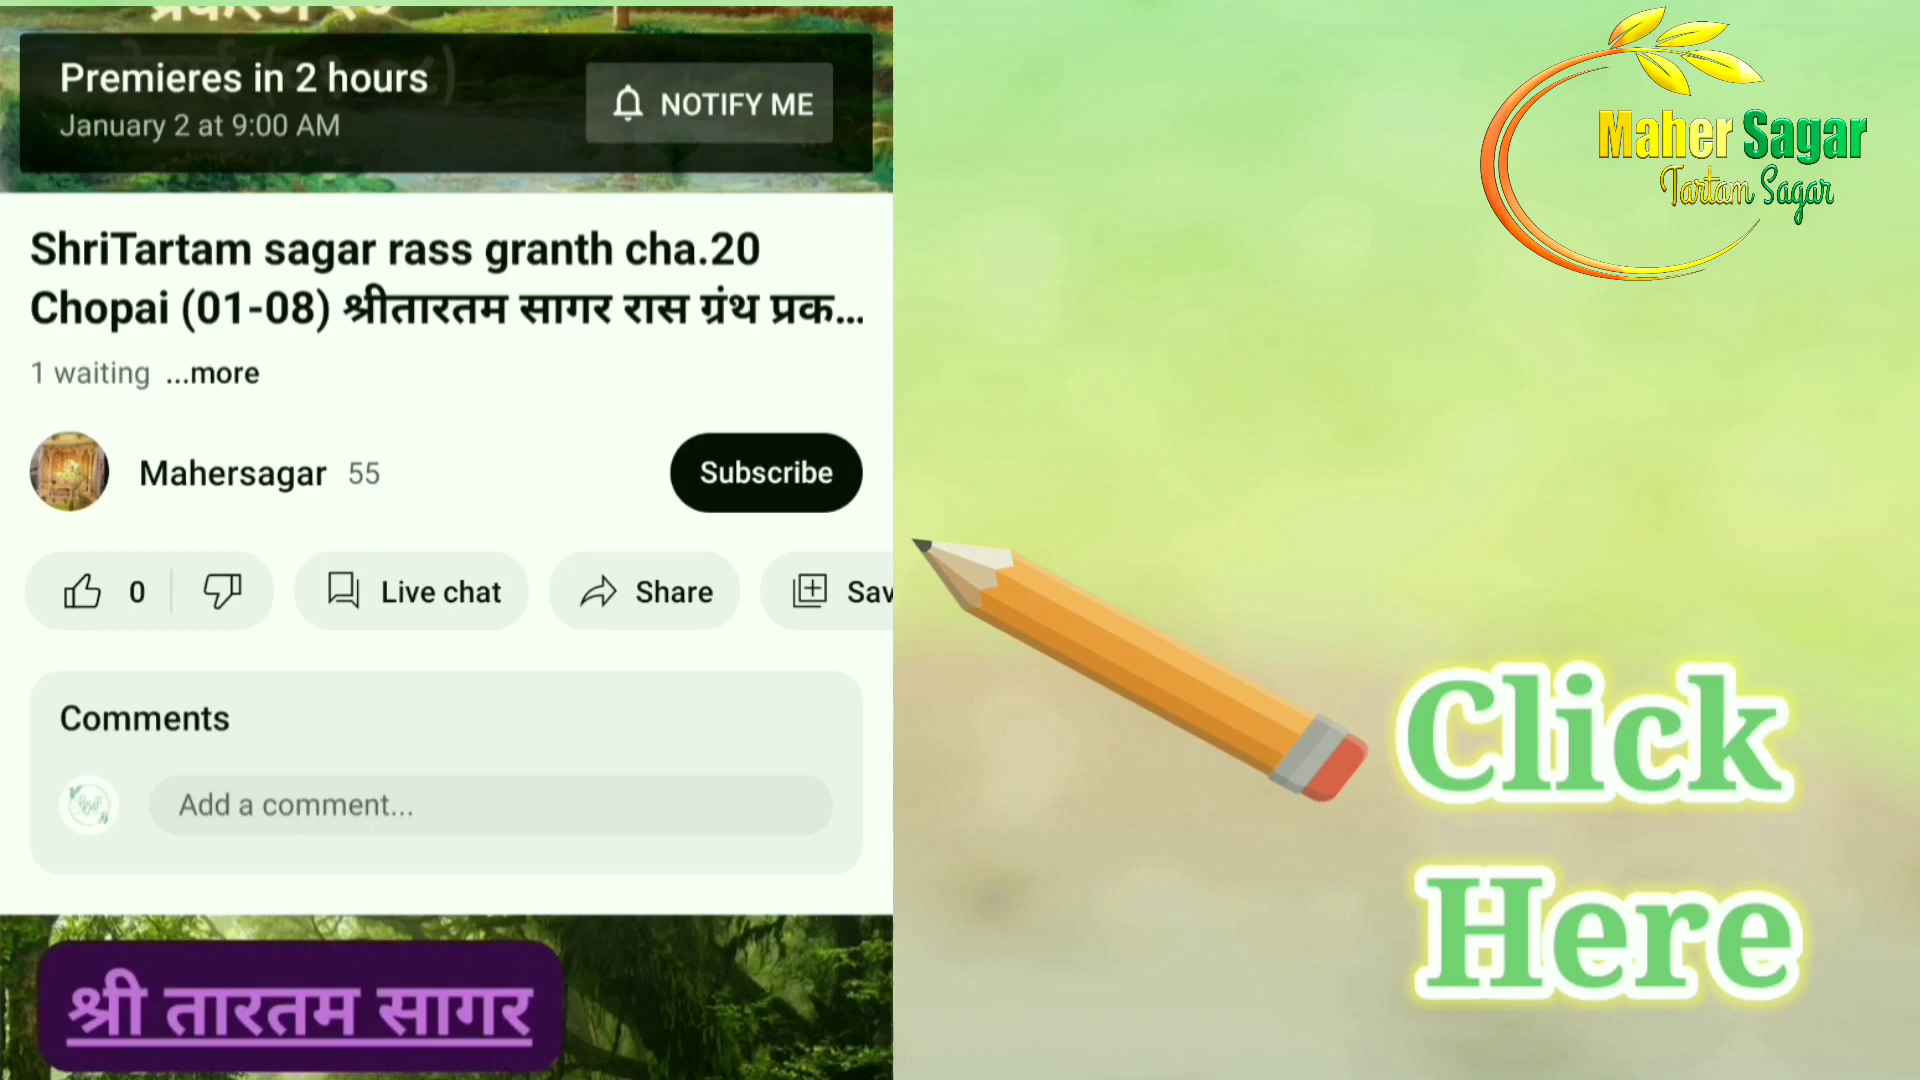 Premieres in 2 hours
January 2 at 9:00 AM
NOTIFY ME
ShriTartam sagar rass granth cha.20
Chopai (01-08) श्रीतारतम सागर रास ग्रंथ प्रक...
1 waiting ...more
Mahersagar 55
Subscribe
0
Live chat
Share
Sav
Comments
Add a comment...
श्री तारतम सागर
Maher Sagar
Tartam Sagar
Click
Here